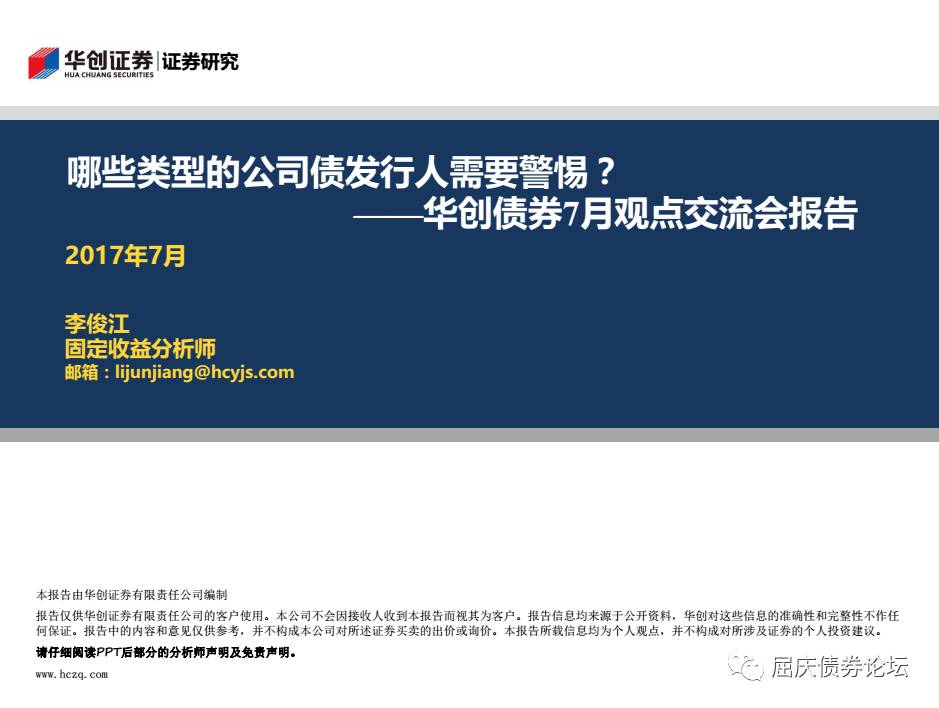 华创证券|证券研究
HUA CHUANG SECURITIES
哪些类型的公司债发行人需要警惕？
——华创债券7月观点交流会报告
2017年7月
李俊江
固定收益分析师
邮箱：lijunjiang@hcyjs.com
本报告由华创证券有限责任公司编制
报告仅供华创证券有限责任公司的客户使用。本公司不会因接收人收到本报告而视其为客户。报告信息均来源于公开资料，华创对这些信息的准确性和完整性不作任
何保证。报告中的内容和意见仅供参考，并不构成本公司对所述证券买卖的出价或询价。本报告所载信息均为个人观点，并不构成对所涉及证券的个人投资建议。
请仔细阅读PPT后部分的分析师声明及免责声明。
www.hczq.com
屈庆债券论坛